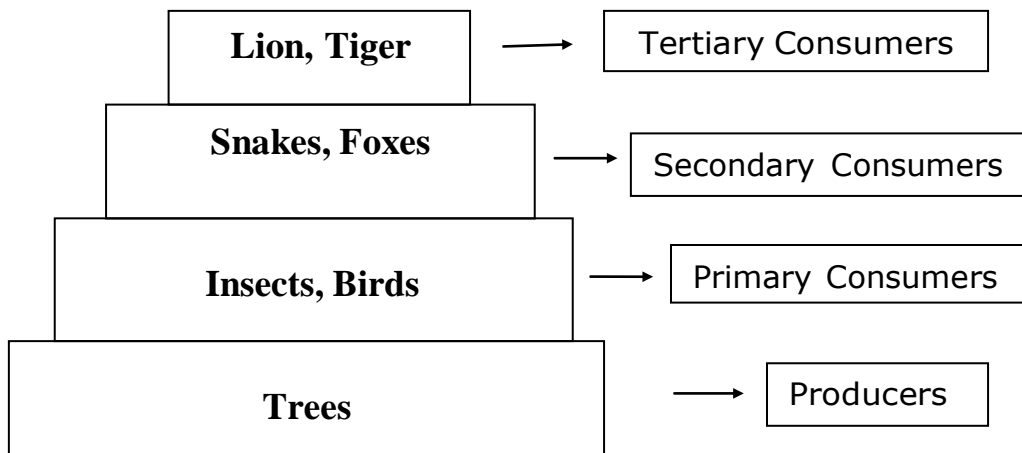 Lion, Tiger
Tertiary Consumers
Snakes, Foxes
Secondary Consumers
Insects, Birds
Primary Consumers
Trees
Producers